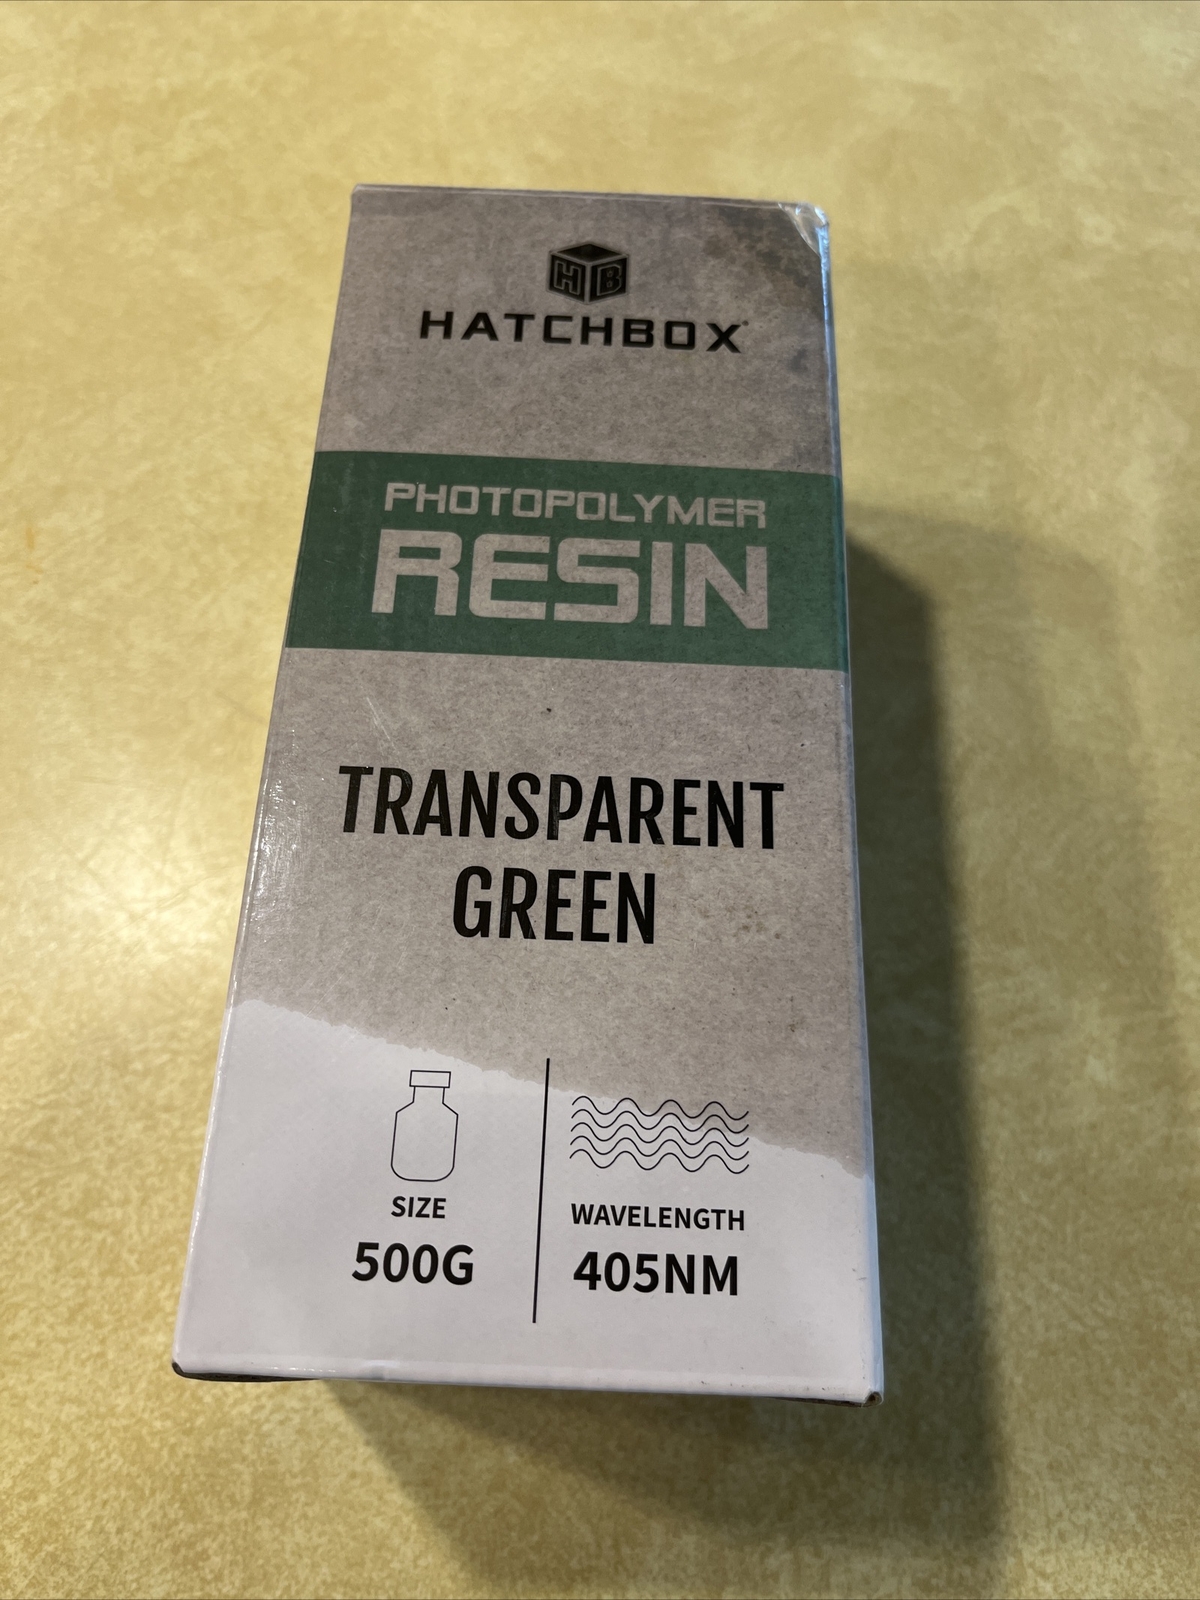 HB
HATCHBOX
PHOTOPOLYMER
RESIN
TRANSPARENT
GREEN
SIZE
500G
WAVELENGTH
405NM